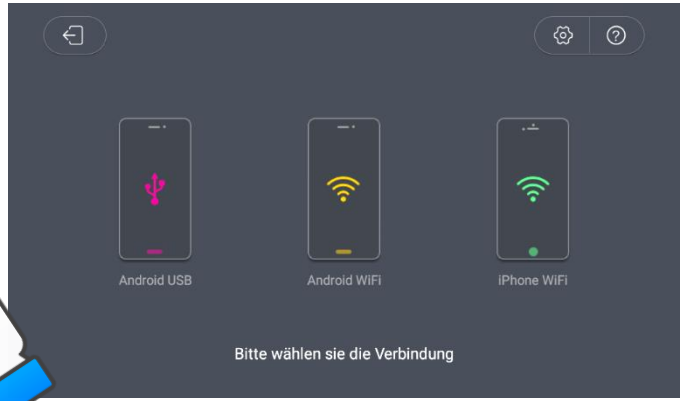 Android USB
Android WiFi
iPhone WiFi
Bitte wählen sie die Verbindung